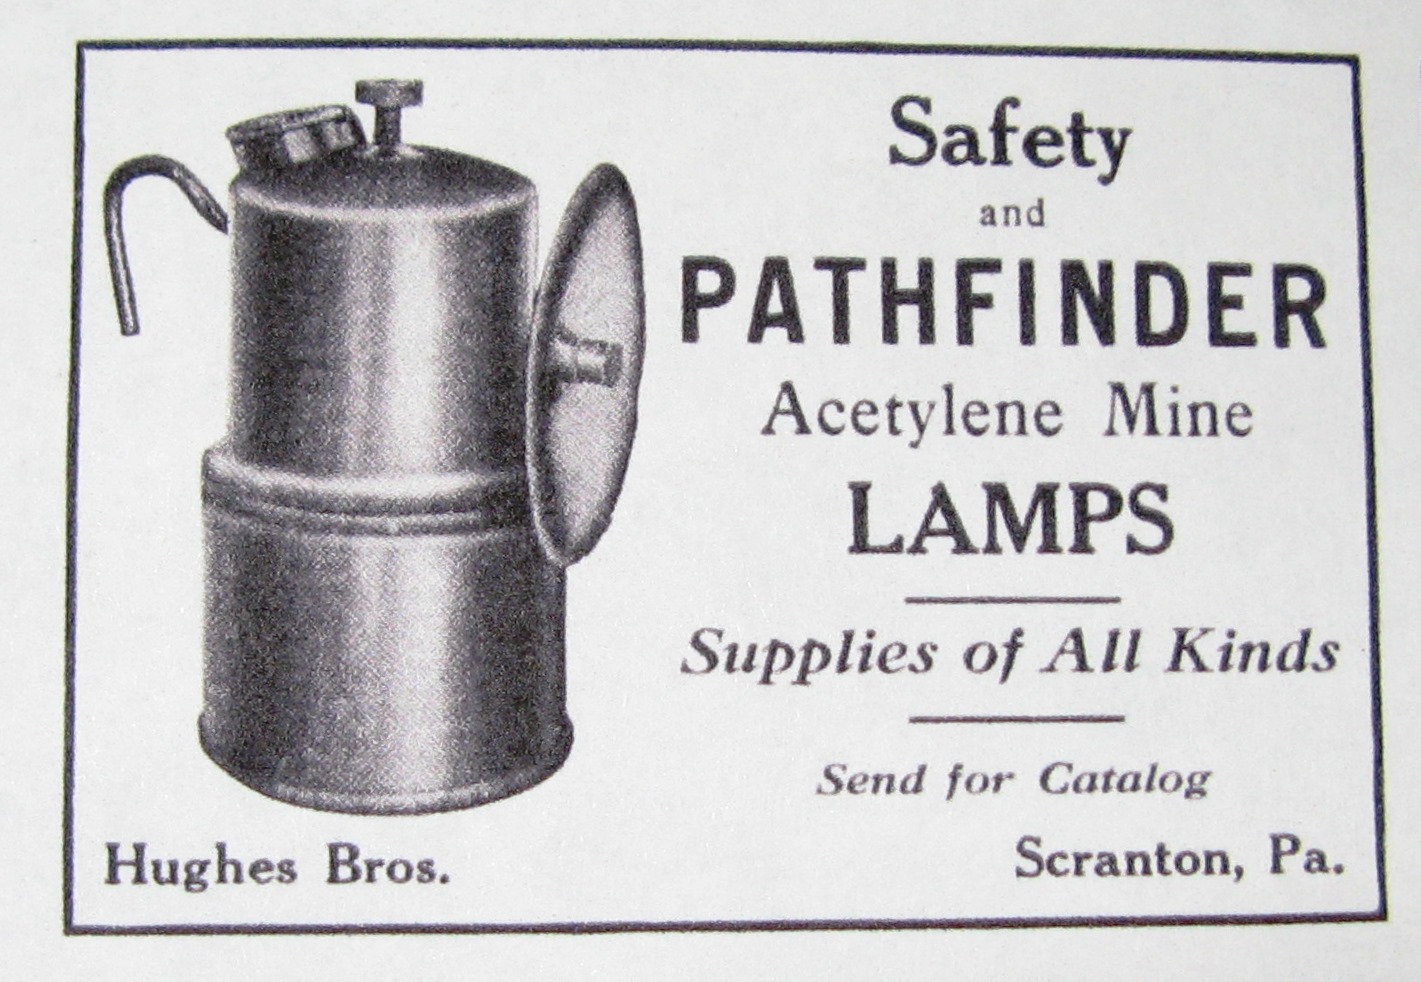 Safety
and
PATHFINDER
Acetylene Mine
LAMPS
Supplies of All Kinds
Send for Catalog
Hughes Bros. Scranton, Pa.